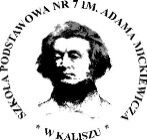 SZKOŁA PODSTAWOWA NR 7 IM. ADAMA MICKIEWICZA
* W KALISZU *